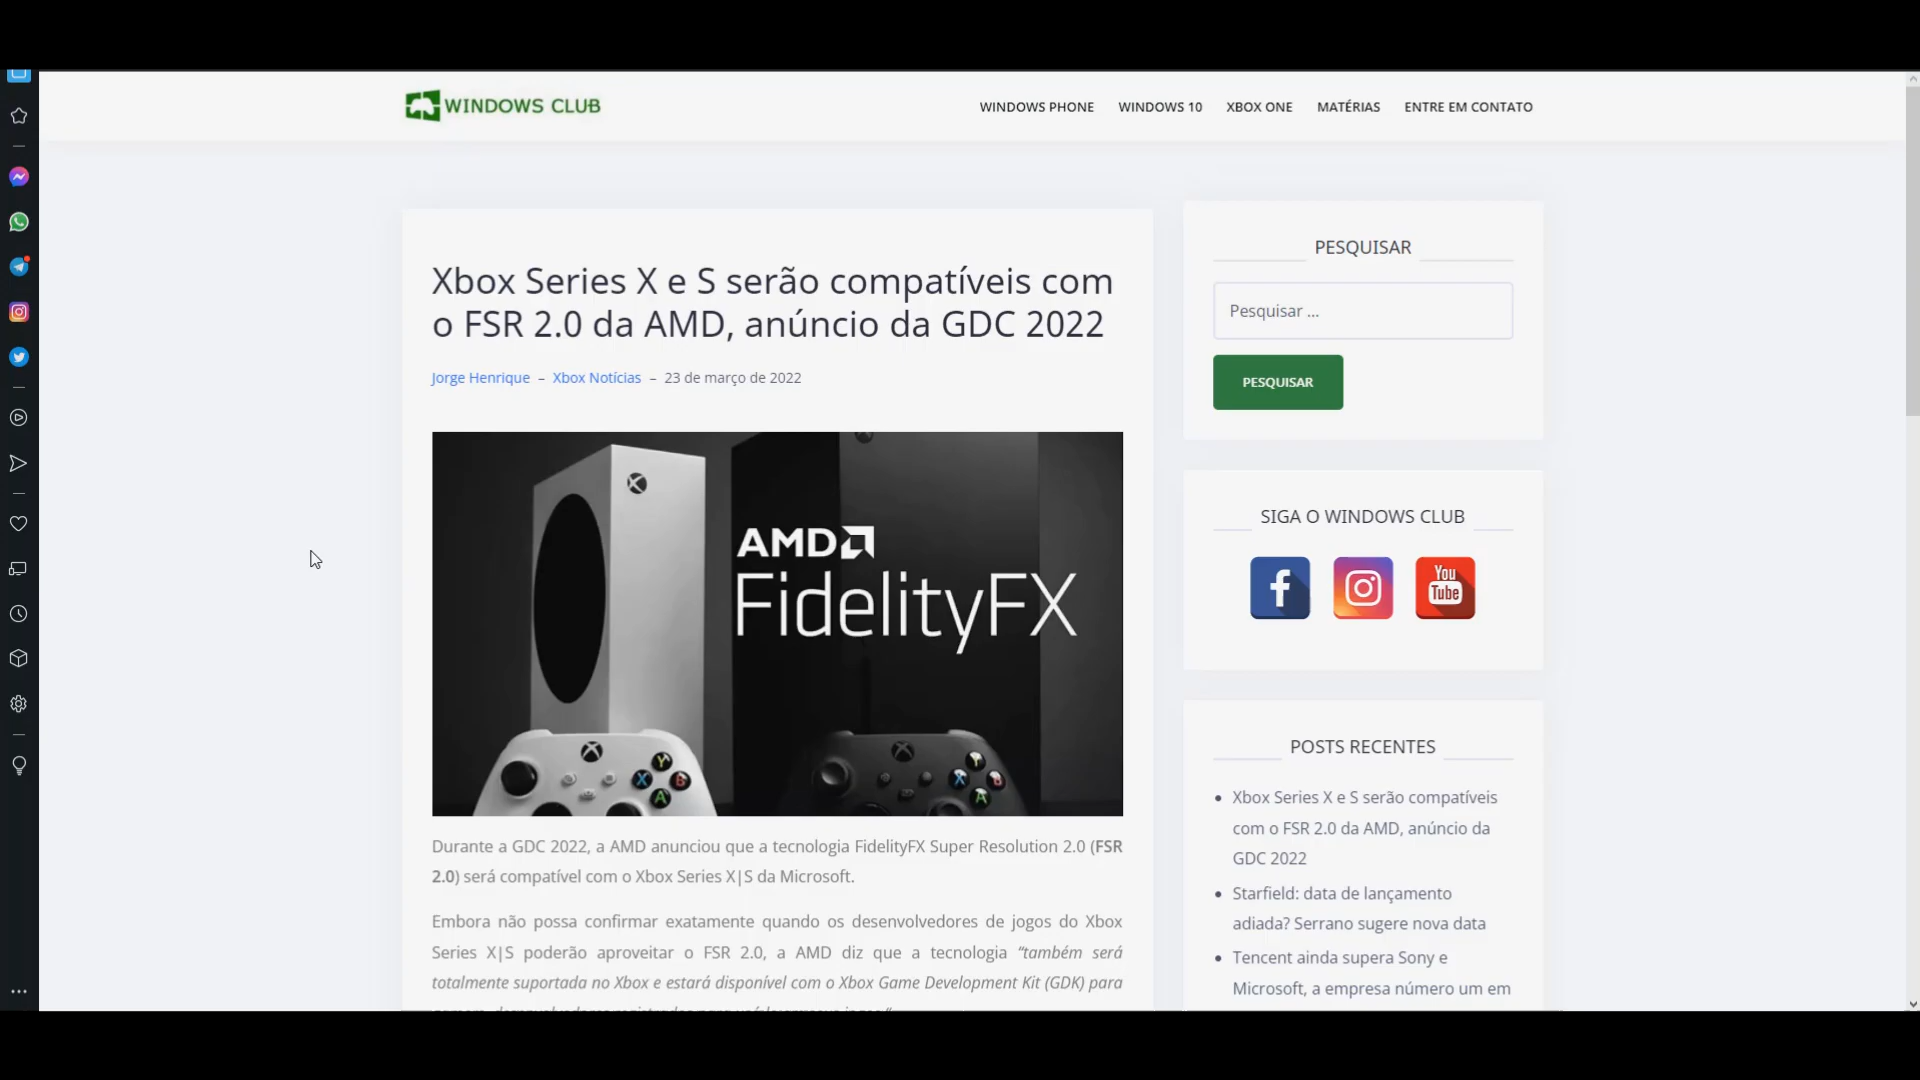 WINDOWS CLUB
WINDOWS PHONE WINDOWS 10 XBOX ONE MATÉRIAS ENTRE EM CONTATO
Xbox Series X e S serão compatíveis com
o FSR 2.0 da AMD, anúncio da GDC 2022
Jorge Henrique – Xbox Notícias – 23 de março de 2022
AMD
FidelityFX
X Y B A
X Y B A
Durante a GDC 2022, a AMD anunciou que a tecnologia FidelityFX Super Resolution 2.0 (FSR
2.0) será compatível com o Xbox Series X|S da Microsoft.
Embora não possa confirmar exatamente quando os desenvolvedores de jogos do Xbox
Series X|S poderão aproveitar o FSR 2.0, a AMD diz que a tecnologia “também será
totalmente suportada no Xbox e estará disponível com o Xbox Game Development Kit (GDK) para
PESQUISAR
Pesquisar ...
PESQUISAR
SIGA O WINDOWS CLUB
f
You
Tube
POSTS RECENTES
Xbox Series X e S serão compatíveis
com o FSR 2.0 da AMD, anúncio da
GDC 2022
Starfield: data de lançamento
adiada? Serrano sugere nova data
Tencent ainda supera Sony e
Microsoft, a empresa número um em